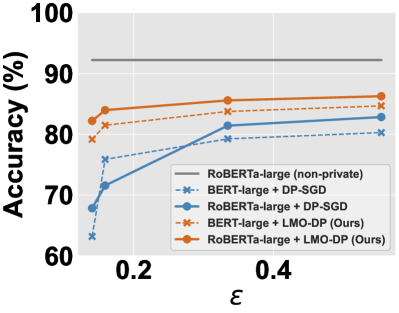 100
90
80
70
60
Accuracy (%)
RoBERTa-large (non-private)
BERT-large + DP-SGD
RoBERTa-large + DP-SGD
BERT-large + LMO-DP (Ours)
RoBERTa-large + LMO-DP (Ours)
0.2
0.4
ε